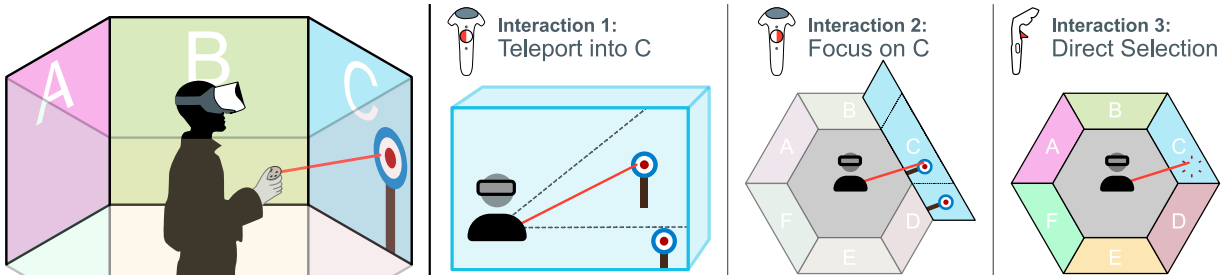 A
B
C
Interaction 1:
Teleport into C
Interaction 2:
Focus on C
B
A
C
F
D
E
Interaction 3:
Direct Selection
B
A
C
F
D
E